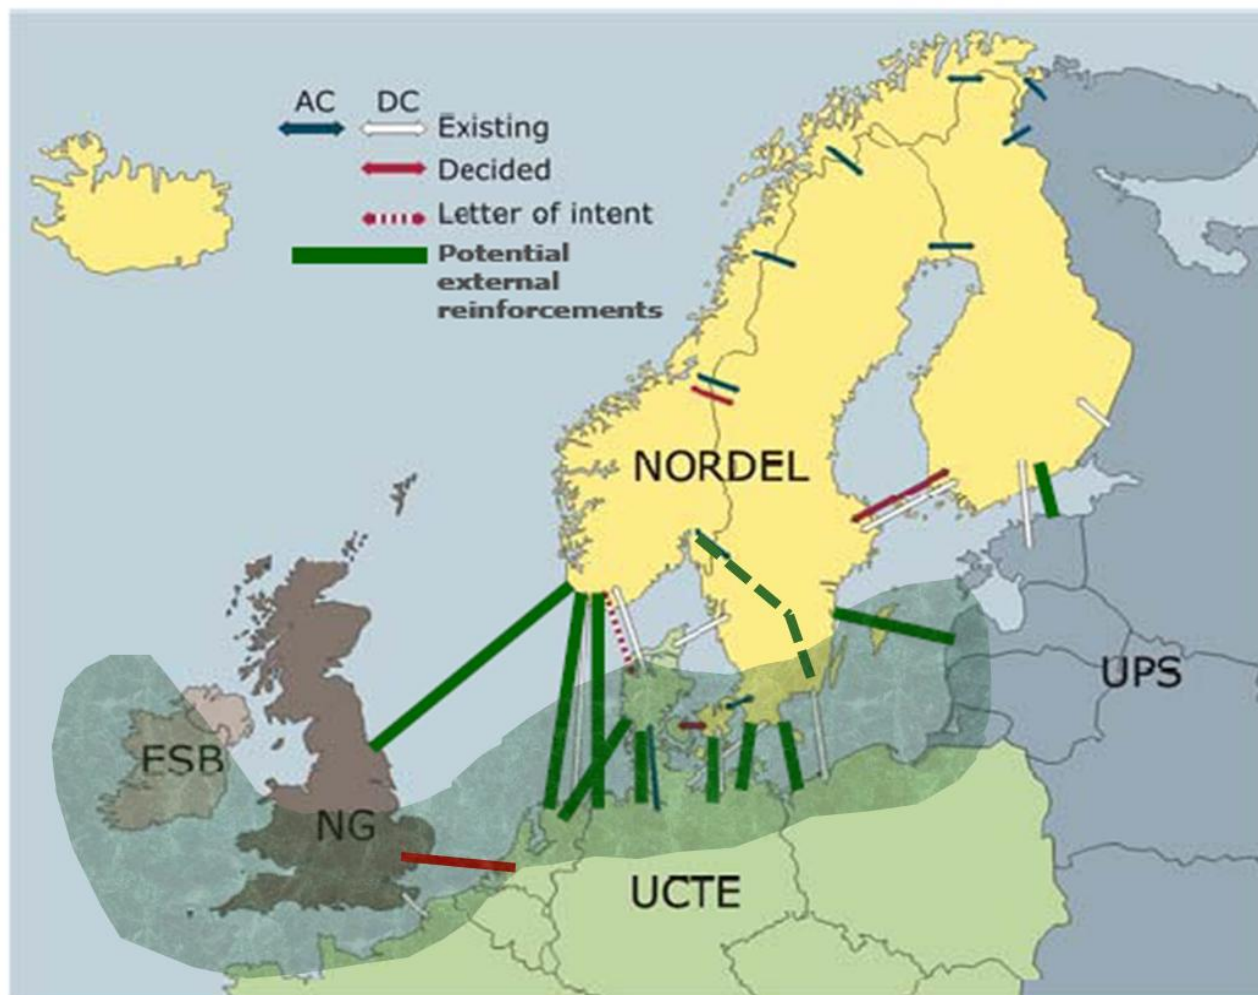 AC DC
Existing
Decided
Letter of intent
Potential
external
reinforcements
NORDEL
UPS
ESB
NG
UCTE